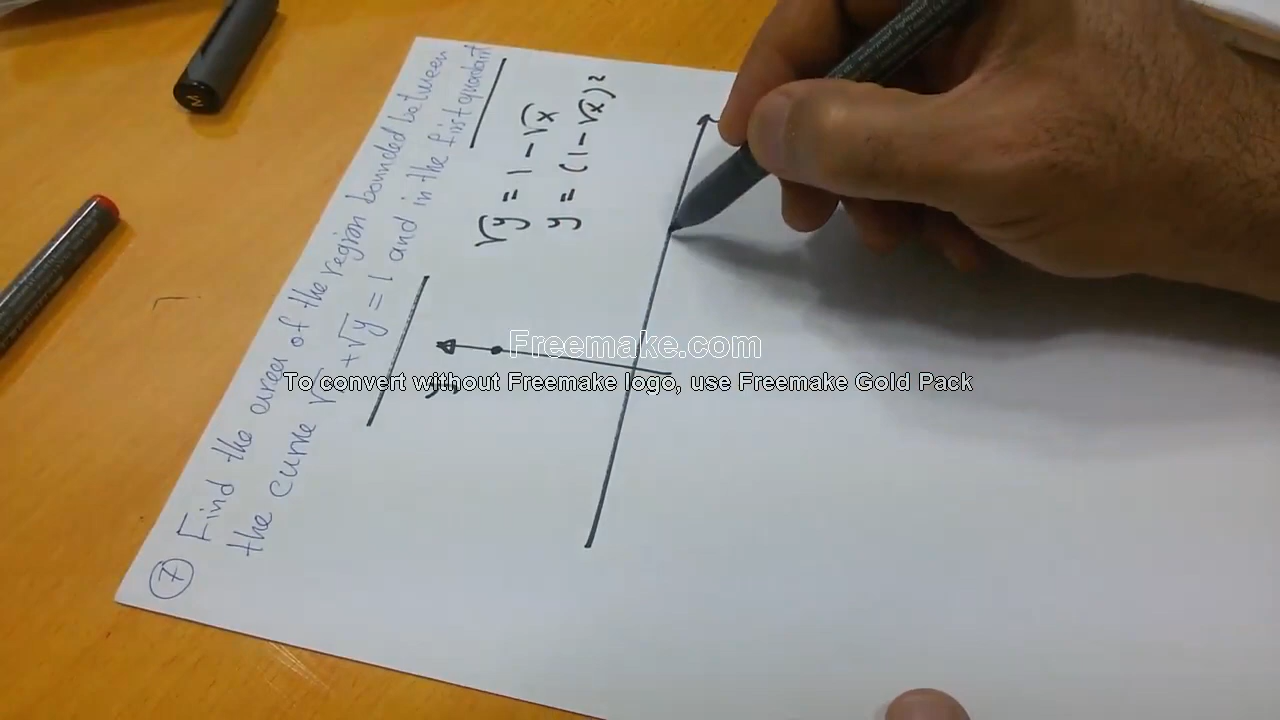 ⑦ Find the area of the region bounded between
the curve √ + √y = 1 and in the first quadrant
√y = 1 - √x
y = (1 - √x)²
y
Freemake.com
To convert without Freemake logo, use Freemake Gold Pack
M